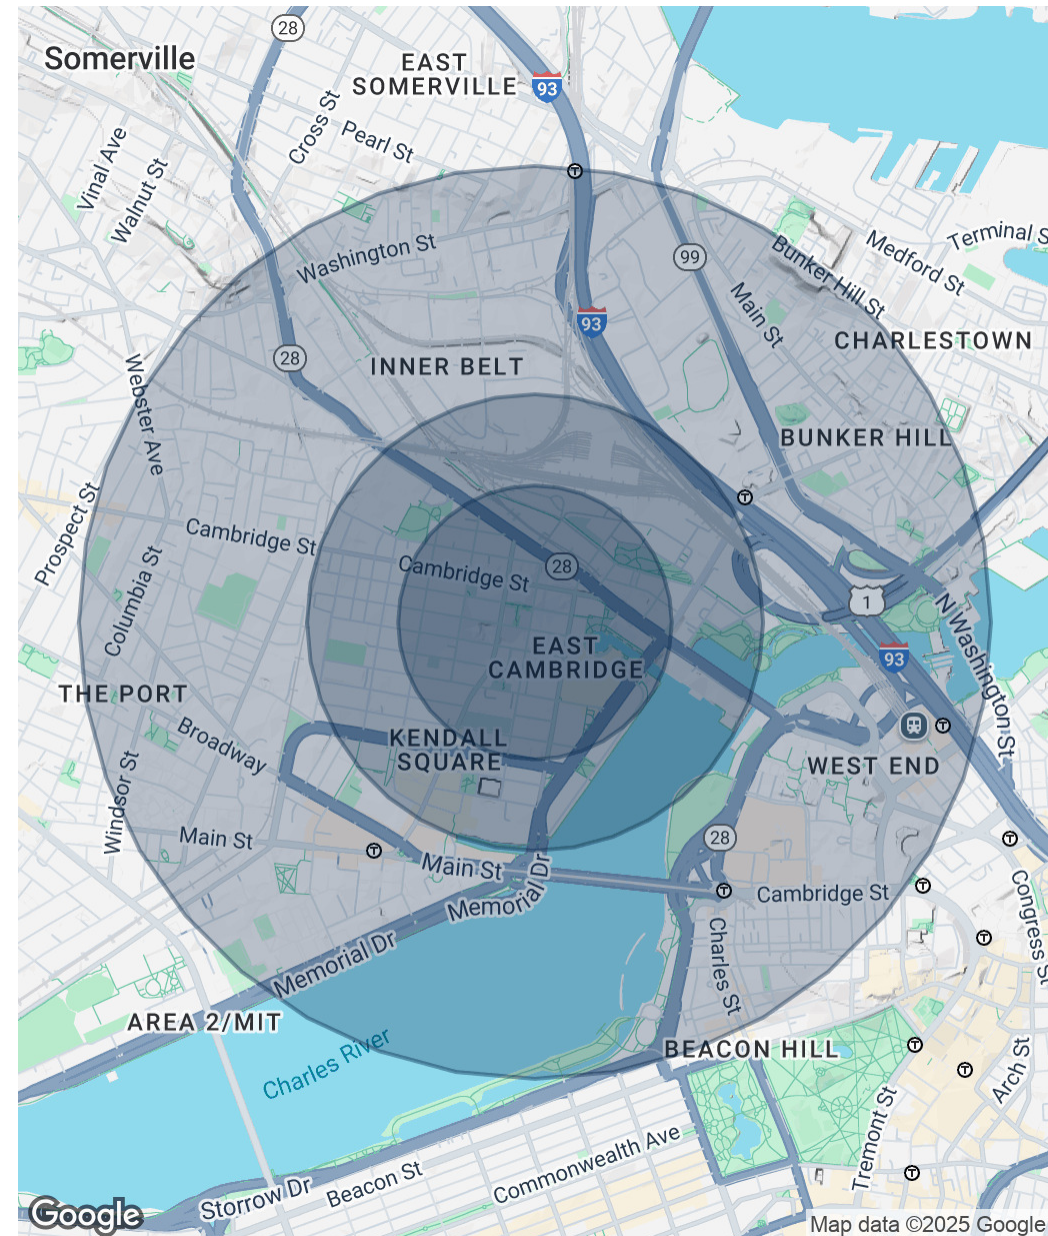 28
Somerville
EAST
SOMERVILLE
93
Cross St
Pearl St
Vinal Ave
Walnut St
Washington St
99
Bunker Hill St
Medford St
Terminal S
Main St
93
28
INNER BELT
CHARLESTOWN
Webster Ave
BUNKER HILL
Prospect St
Cambridge St
Columbia St
Cambridge St
28
1
N Washington St
EAST
CAMBRIDGE
93
THE PORT
Broadway
KENDALL
SQUARE
WEST END
Windsor St
Main St
28
Main St
Memorial Dr
Cambridge St
Congress St
Charles St
Memorial Dr
AREA 2/MIT
Charles River
BEACON HILL
Arch St
Tremont St
Commonwealth Ave
Beacon St
Storrow Dr
Google
Map data ©2025 Google